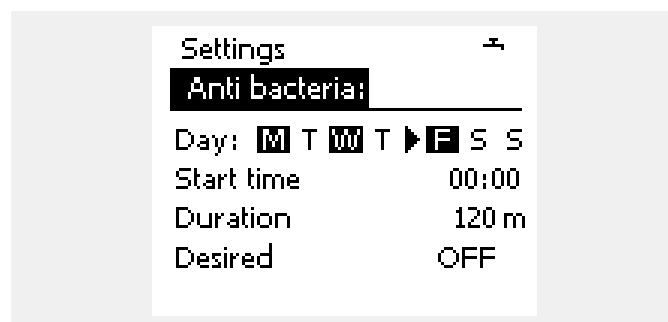 Settings
Anti bacteria:
Day: M T W T F S S
Start time 00:00
Duration 120 m
Desired OFF